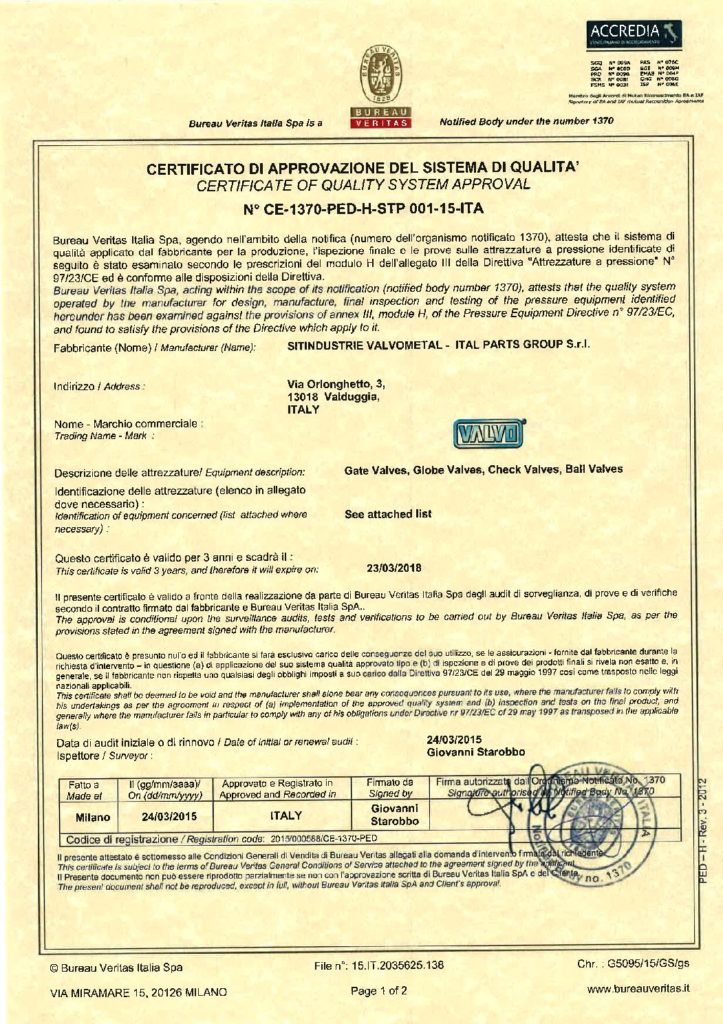 ACCREDIA
BUREAU VERITAS
1828
BUREAU
VERITAS
Bureau Veritas Italia Spa is a
Notified Body under the number 1370
CERTIFICATO DI APPROVAZIONE DEL SISTEMA DI QUALITA'
CERTIFICATE OF QUALITY SYSTEM APPROVAL
N° CE-1370-PED-H-STP 001-15-ITA
Bureau Veritas Italia Spa, agendo nell'ambito della notifica (numero dell'organismo notificato 1370), attesta che il sistema di
qualità applicato dal fabbricante per la produzione, l'ispezione finale e le prove sulle attrezzature a pressione identificate di
seguito è stato esaminato secondo le prescrizioni del modulo H dell'allegato III della Direttiva "Attrezzature a pressione" N°
97/23/CE ed è conforme alle disposizioni della Direttiva.
Bureau Veritas Italia Spa, acting within the scope of its notification (notified body number 1370), attests that the quality system
operated by the manufacturer for design, manufacture, final inspection and testing of the pressure equipment identified
hereunder has been examined against the provisions of annex III, module H, of the Pressure Equipment Directive n° 97/23/EC,
and found to satisfy the provisions of the Directive which apply to it.
Fabbricante (Nome) / Manufacturer (Name): SITINDUSTRIE VALVOMETAL - ITAL PARTS GROUP S.r.l.
Indirizzo / Address : Via Orlonghetto, 3,
13018 Valduggia,
ITALY
Nome - Marchio commerciale :
Trading Name - Mark :
VALVO
Descrizione delle attrezzature/ Equipment description: Gate Valves, Globe Valves, Check Valves, Ball Valves
Identificazione delle attrezzature (elenco in allegato
dove necessario) :
Identification of equipment concerned (list attached where
necessary) :
See attached list
Questo certificato è valido per 3 anni e scadrà il :
This certificate is valid 3 years, and therefore it will expire on: 23/03/2018
Il presente certificato è valido a fronte della realizzazione da parte di Bureau Veritas Italia Spa degli audit di sorveglianza, di prove e di verifiche
secondo il contratto firmato dal fabbricante e Bureau Veritas Italia SpA..
The approval is conditional upon the surveillance audits, tests and verifications to be carried out by Bureau Veritas Italia Spa, as per the
provisions stated in the agreement signed with the manufacturer.
Questo certificato è presunto nullo ed il fabbricante si farà esclusivo carico delle conseguenze del suo utilizzo, se le assicurazioni - fornite dal fabbricante durante la
richiesta d'intervento – in questione (a) di applicazione del suo sistema qualità approvato tipo e (b) di ispezione e di prove dei prodotti finali si rivela non esatto e, in
generale, se il fabbricante non rispetta uno qualsiasi degli obblighi imposti a suo carico dalla Direttiva 97/23/CE del 29 maggio 1997 così come trasposto nelle leggi
nazionali applicabili.
This certificate shall be deemed to be void and the manufacturer shall alone bear any consequences pursuant to its use, where the manufacturer fails to comply with
his undertakings as per the agreement in respect of (a) implementation of the approved quality system and (b) inspection and tests on the final product, and
generally where the manufacturer fails in particular to comply with any of his obligations under Directive nr 97/23/EC of 29 may 1997 as transposed in the applicable
law(s).
Data di audit iniziale o di rinnovo / Date of initial or renewal audit : 24/03/2015
Ispettore / Surveyor : Giovanni Starobbo
Fatto a Il (gg/mm/aaaa)/ Approvato e Registrato in Firmato da Firma autorizzata dall'Organismo Notificato No. 1370
Made at On (dd/mm/yyyy) Approved and Recorded in Signed by Signature authorised Notified Body No. 1370
Milano 24/03/2015 ITALY Giovanni
Starobbo
Codice di registrazione / Registration code: 2015/000588/CE-1370-PED
Il presente attestato è sottomesso alle Condizioni Generali di Vendita di Bureau Veritas allegati alla domanda d'intervento firmata dal richiedente.
This certificate is subject to the terms of Bureau Veritas General Conditions of Service attached to the agreement signed by the applicant.
Il Presente documento non può essere riprodotto parzialmente se non con l'approvazione scritta di Bureau Veritas Italia SpA e del Cliente.
The present document shall not be reproduced, except in full, without Bureau Veritas Italia SpA and Client's approval.
PED – H - Rev. 3 - 2012
© Bureau Veritas Italia Spa
File n°: 15.IT.2035625.138
Chr. : G5095/15/GS/gs
VIA MIRAMARE 15, 20126 MILANO
Page 1 of 2
www.bureauveritas.it